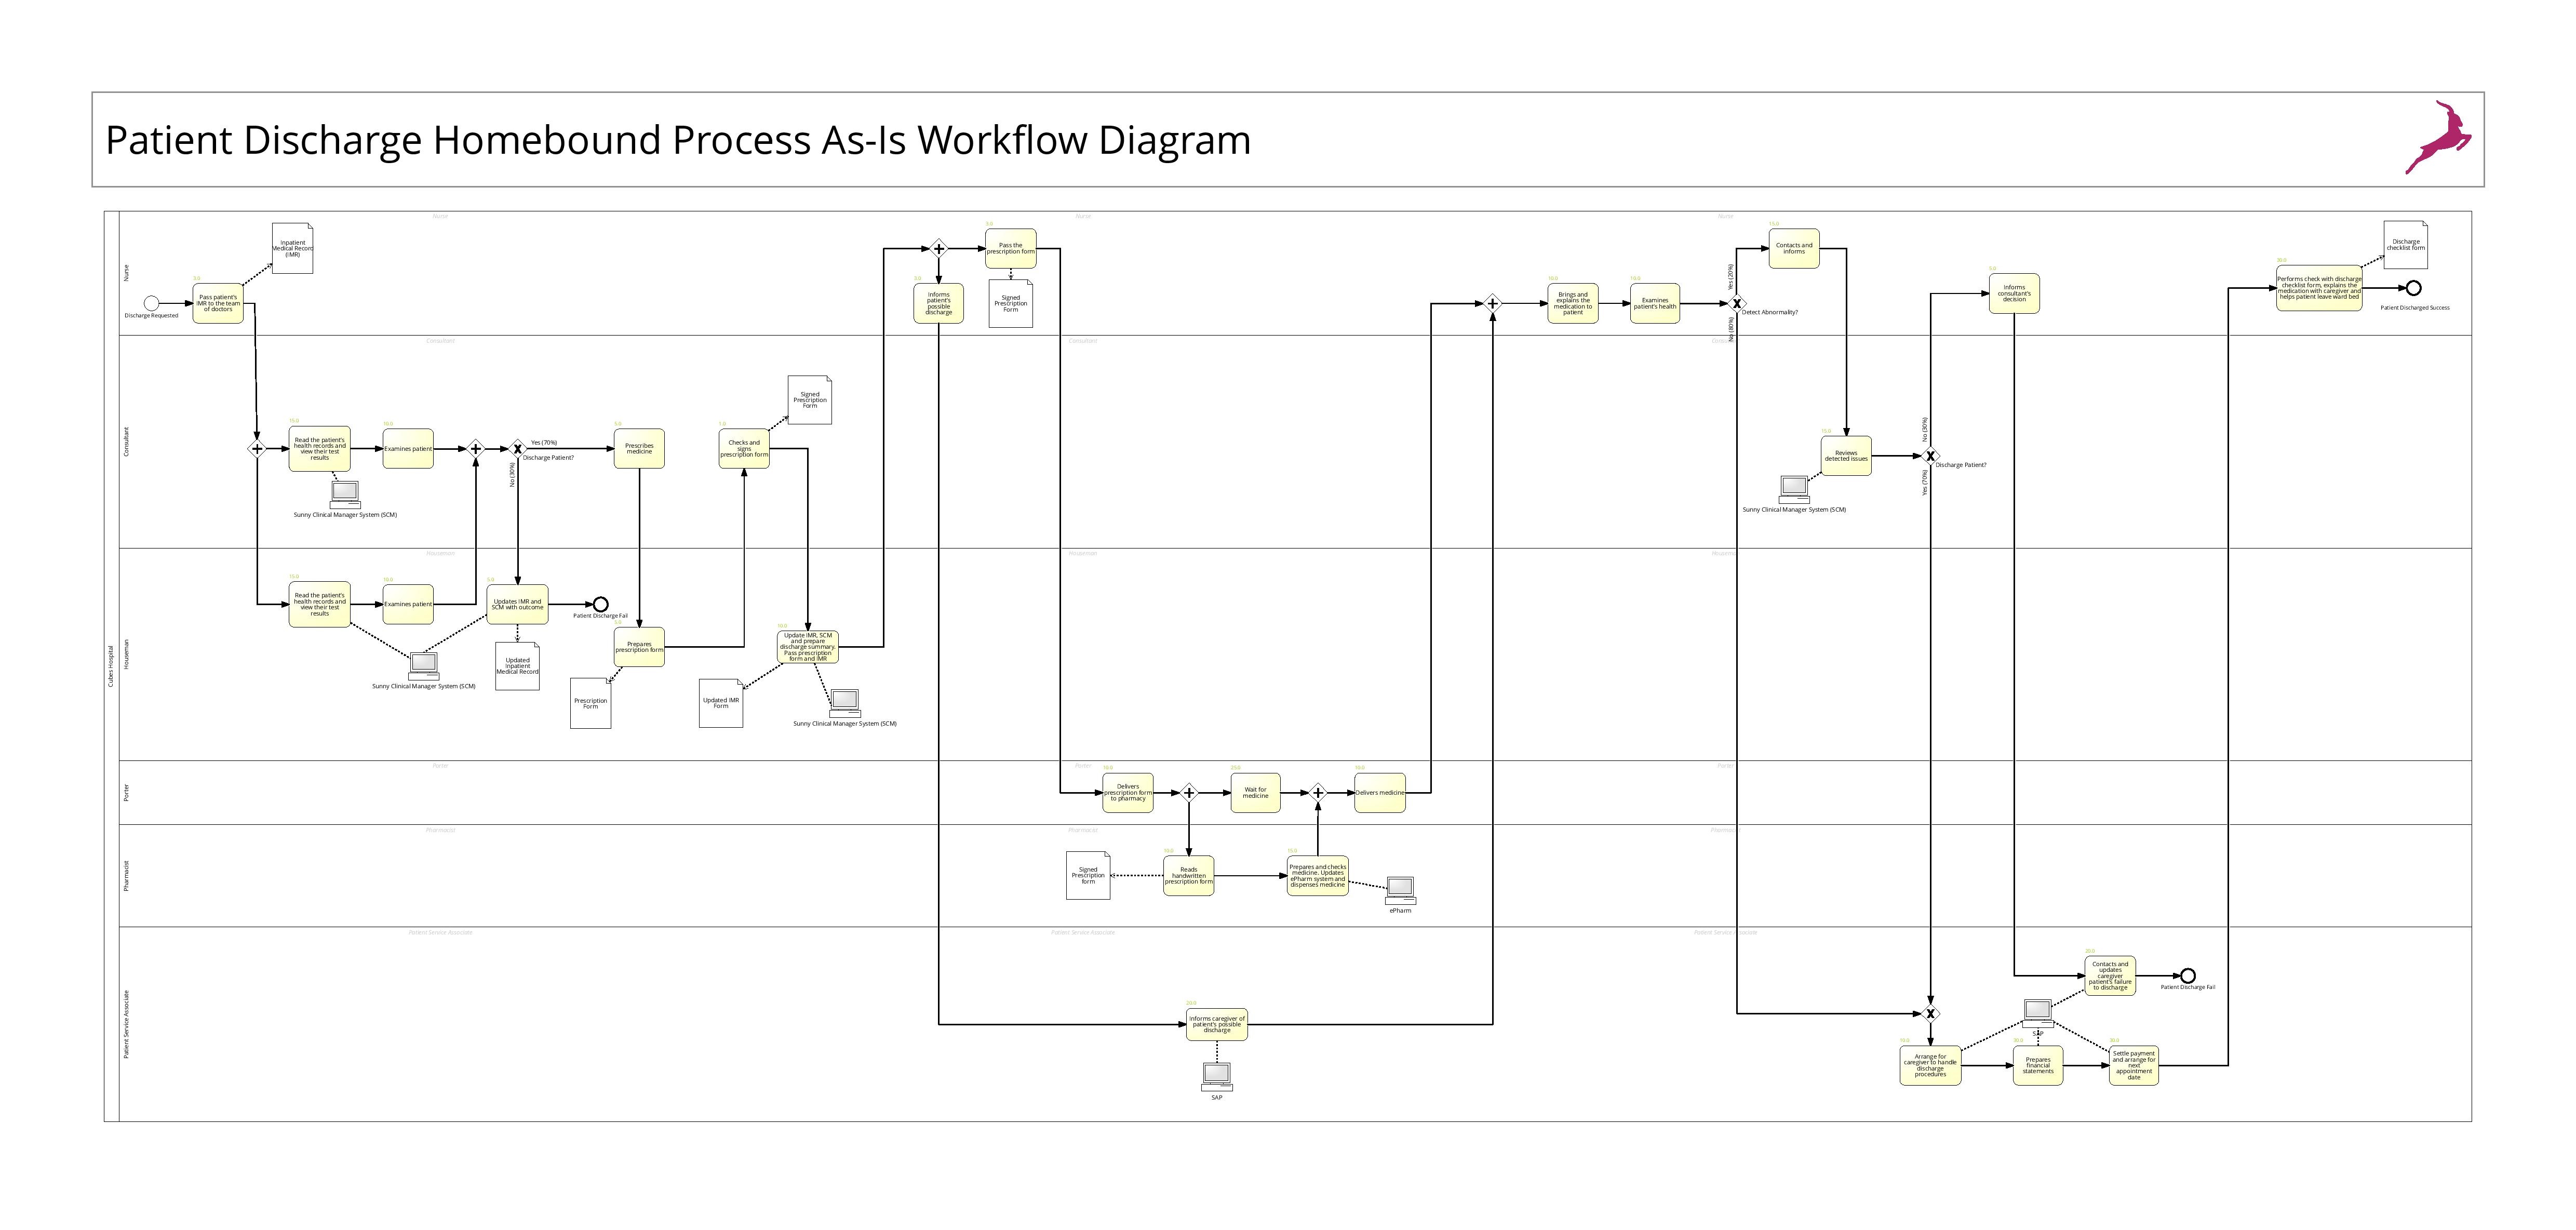 Patient Discharge Homebound Process As-Is Workflow Diagram
Cubes Hospital
Nurse
Nurse
Nurse
Nurse
Discharge Requested
5.0
Pass patient's
IMR to the team
of doctors
Inpatient
Medical Record
(IMR)
Informs
patient's
possible
discharge
Pass the
prescription form
Signed
Prescription
Form
10.0
Brings and
explains the
medication to
patient
10.0
Examines
patient's health
Yes (20%)
No (80%)
Detect Abnormality?
15.0
Contacts and
informs
5.0
Informs
consultant's
decision
30.0
Performs check with discharge
checklist form, explains the
medication with caregiver and
helps patient leave ward bed
Discharge
checklist form
Patient Discharged Success
Consultant
Consultant
Consultant
15.0
Read the patient's
health records and
view their test
results
Sunny Clinical Manager System (SCM)
10.0
Examines patient
Yes (70%)
No (30%)
Discharge Patient?
5.0
Prescribes
medicine
1.0
Checks and
signs
prescription form
Signed
Prescription
Form
15.0
Reviews
detected issues
Sunny Clinical Manager System (SCM)
No (30%)
Yes (70%)
Discharge Patient?
Houseman
Houseman
Houseman
15.0
Read the patient's
health records and
view their test
results
10.0
Examines patient
Sunny Clinical Manager System (SCM)
5.0
Updates IMR and
SCM with outcome
Updated
Inpatient
Medical Record
Patient Discharge Fail
5.0
Prepares
prescription form
Prescription
Form
10.0
Update IMR, SCM
and prepare
discharge summary.
Pass prescription
form and IMR
Updated IMR
Form
Sunny Clinical Manager System (SCM)
Porter
Porter
Porter
Porter
10.0
Delivers
prescription form
to pharmacy
25.0
Wait for
medicine
10.0
Delivers medicine
Pharmacist
Pharmacist
Pharmacist
Signed
Prescription
form
10.0
Reads
handwritten
prescription form
15.0
Prepares and checks
medicine. Updates
ePharm system and
dispenses medicine
ePharm
Patient Service Associate
Patient Service Associate
Patient Service Associate
20.0
Informs caregiver of
patient's possible
discharge
SAP
20.0
Contacts and
updates
caregiver
patient's failure
to discharge
Patient Discharge Fail
SAP
10.0
Arrange for
caregiver to handle
discharge
procedures
30.0
Prepares
financial
statements
30.0
Settle payment
and arrange for
next
appointment
date